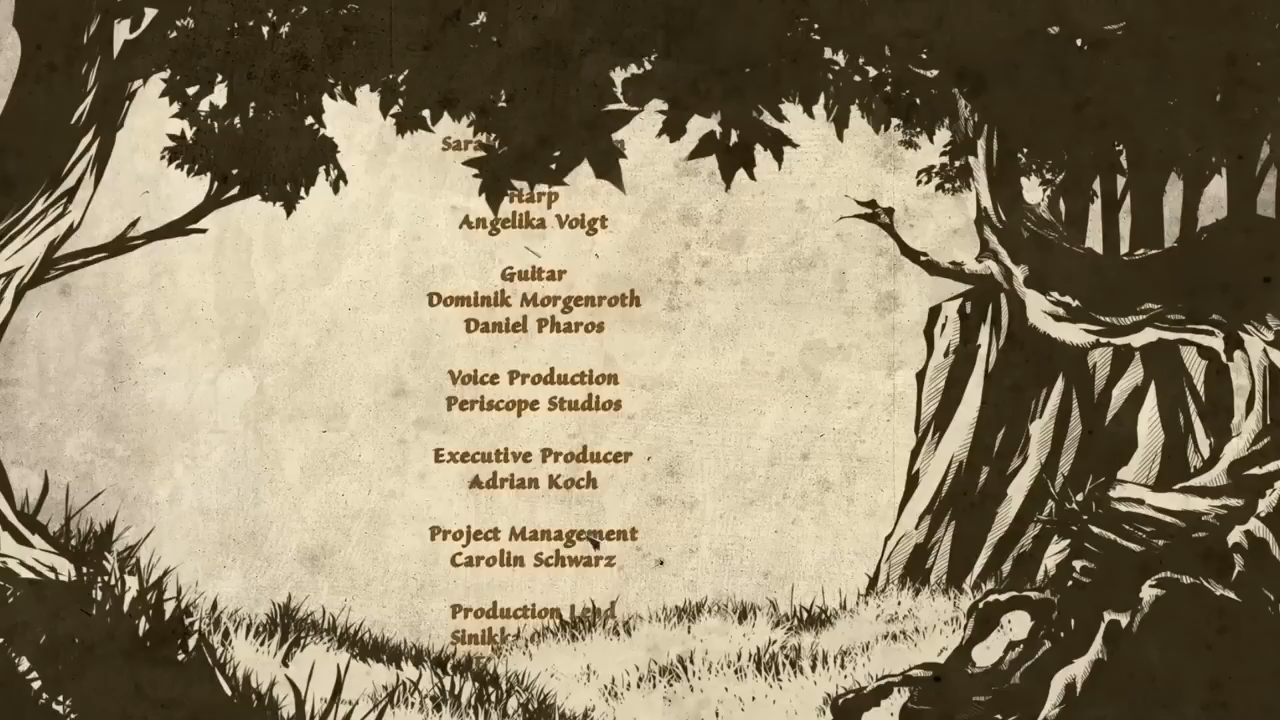 Harp
Angelika Voigt
Guitar
Dominik Morgenroth
Daniel Pharos
Voice Production
Periscope Studios
Executive Producer
Adrian Koch
Project Management
Carolin Schwarz
Production Lead